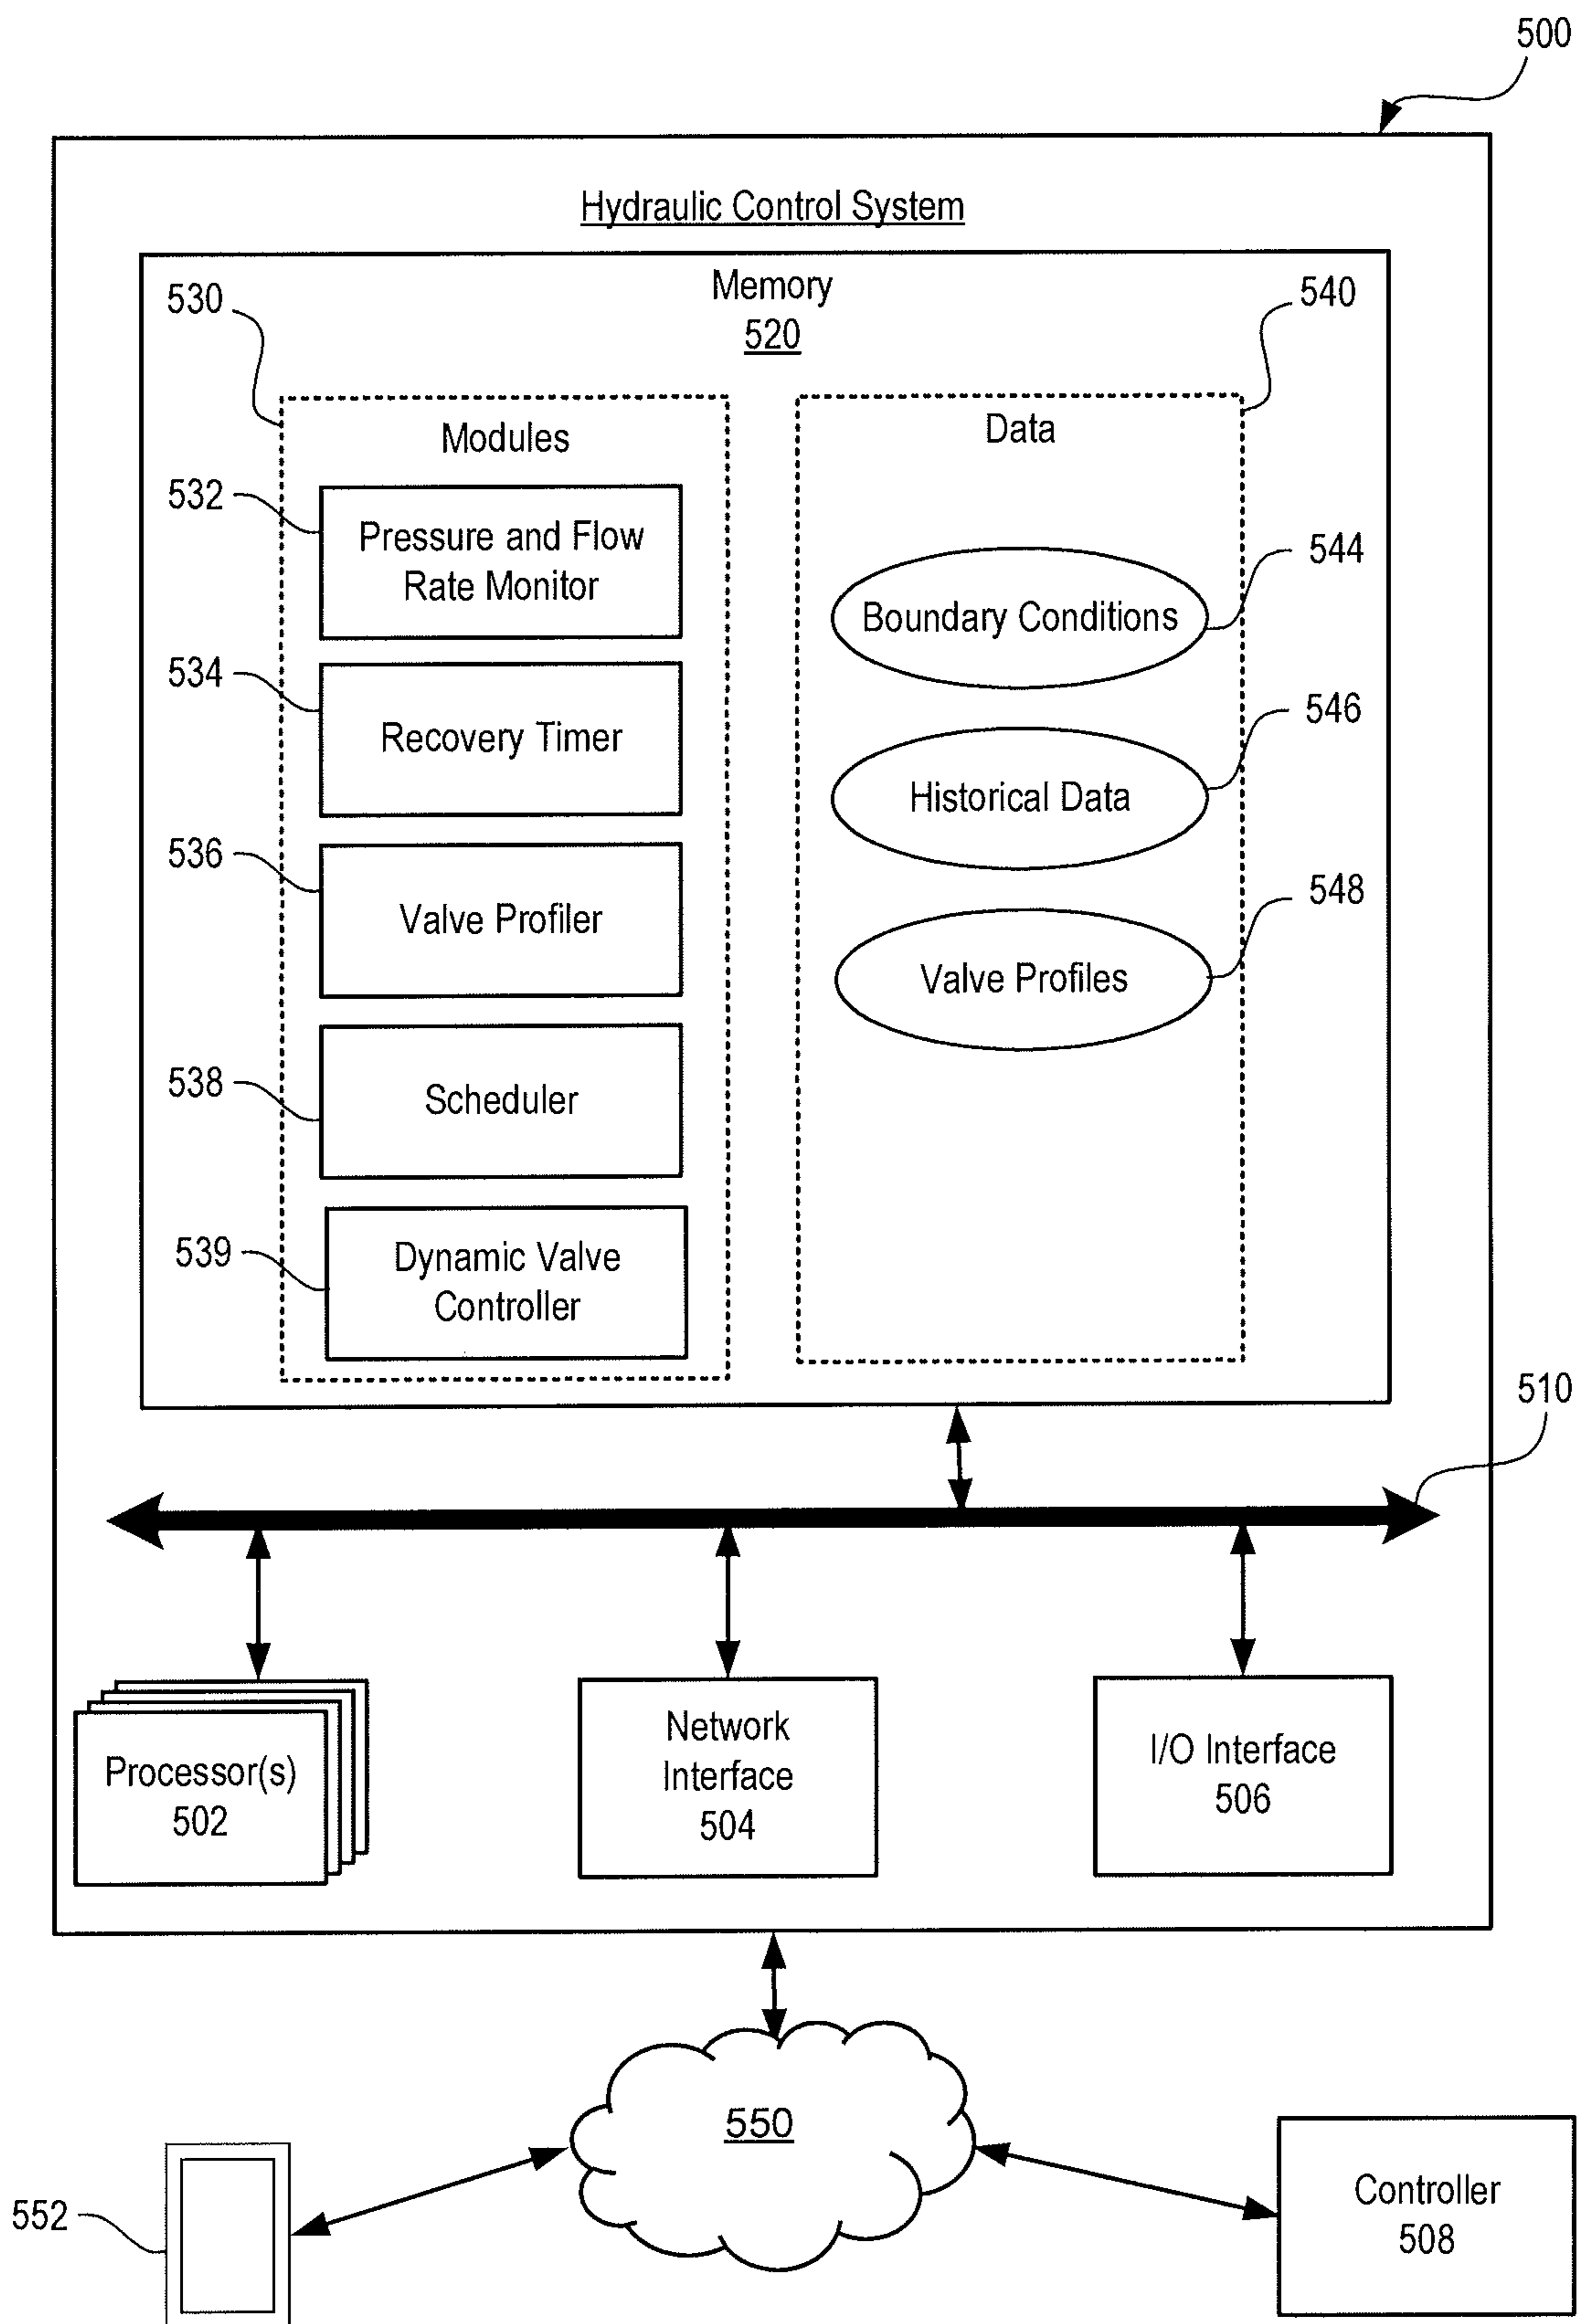 500
Hydraulic Control System
Memory
520
530
540
Modules
Data
532
Pressure and Flow
Rate Monitor
544
Boundary Conditions
534
Recovery Timer
546
Historical Data
536
Valve Profiler
548
Valve Profiles
538
Scheduler
539
Dynamic Valve
Controller
510
Processor(s)
502
Network
Interface
504
I/O Interface
506
550
552
Controller
508